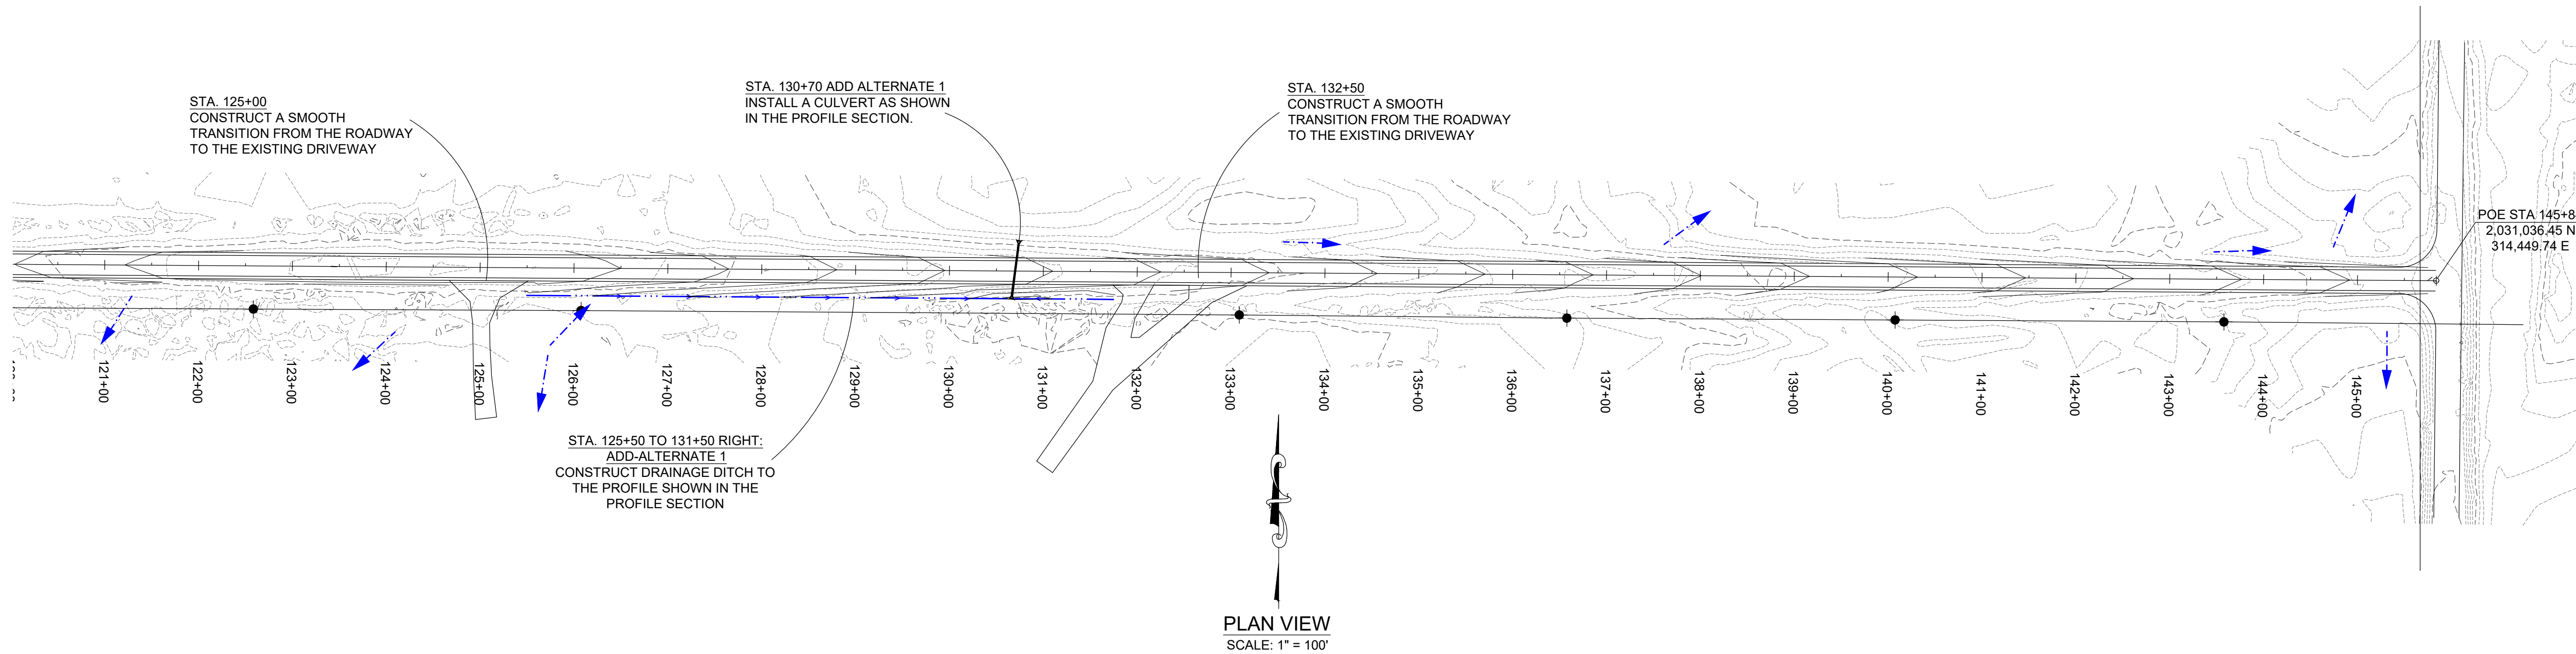 STA. 125+00
CONSTRUCT A SMOOTH
TRANSITION FROM THE ROADWAY
TO THE EXISTING DRIVEWAY
STA. 130+70 ADD ALTERNATE 1
INSTALL A CULVERT AS SHOWN
IN THE PROFILE SECTION.
STA. 132+50
CONSTRUCT A SMOOTH
TRANSITION FROM THE ROADWAY
TO THE EXISTING DRIVEWAY
POE STA 145+8
2,031,036.45 N
314,449.74 E
121+00
122+00
123+00
124+00
125+00
126+00
127+00
128+00
129+00
130+00
131+00
132+00
133+00
134+00
135+00
136+00
137+00
138+00
139+00
140+00
141+00
142+00
143+00
144+00
145+00
STA. 125+50 TO 131+50 RIGHT:
ADD-ALTERNATE 1
CONSTRUCT DRAINAGE DITCH TO
THE PROFILE SHOWN IN THE
PROFILE SECTION
PLAN VIEW
SCALE: 1" = 100'